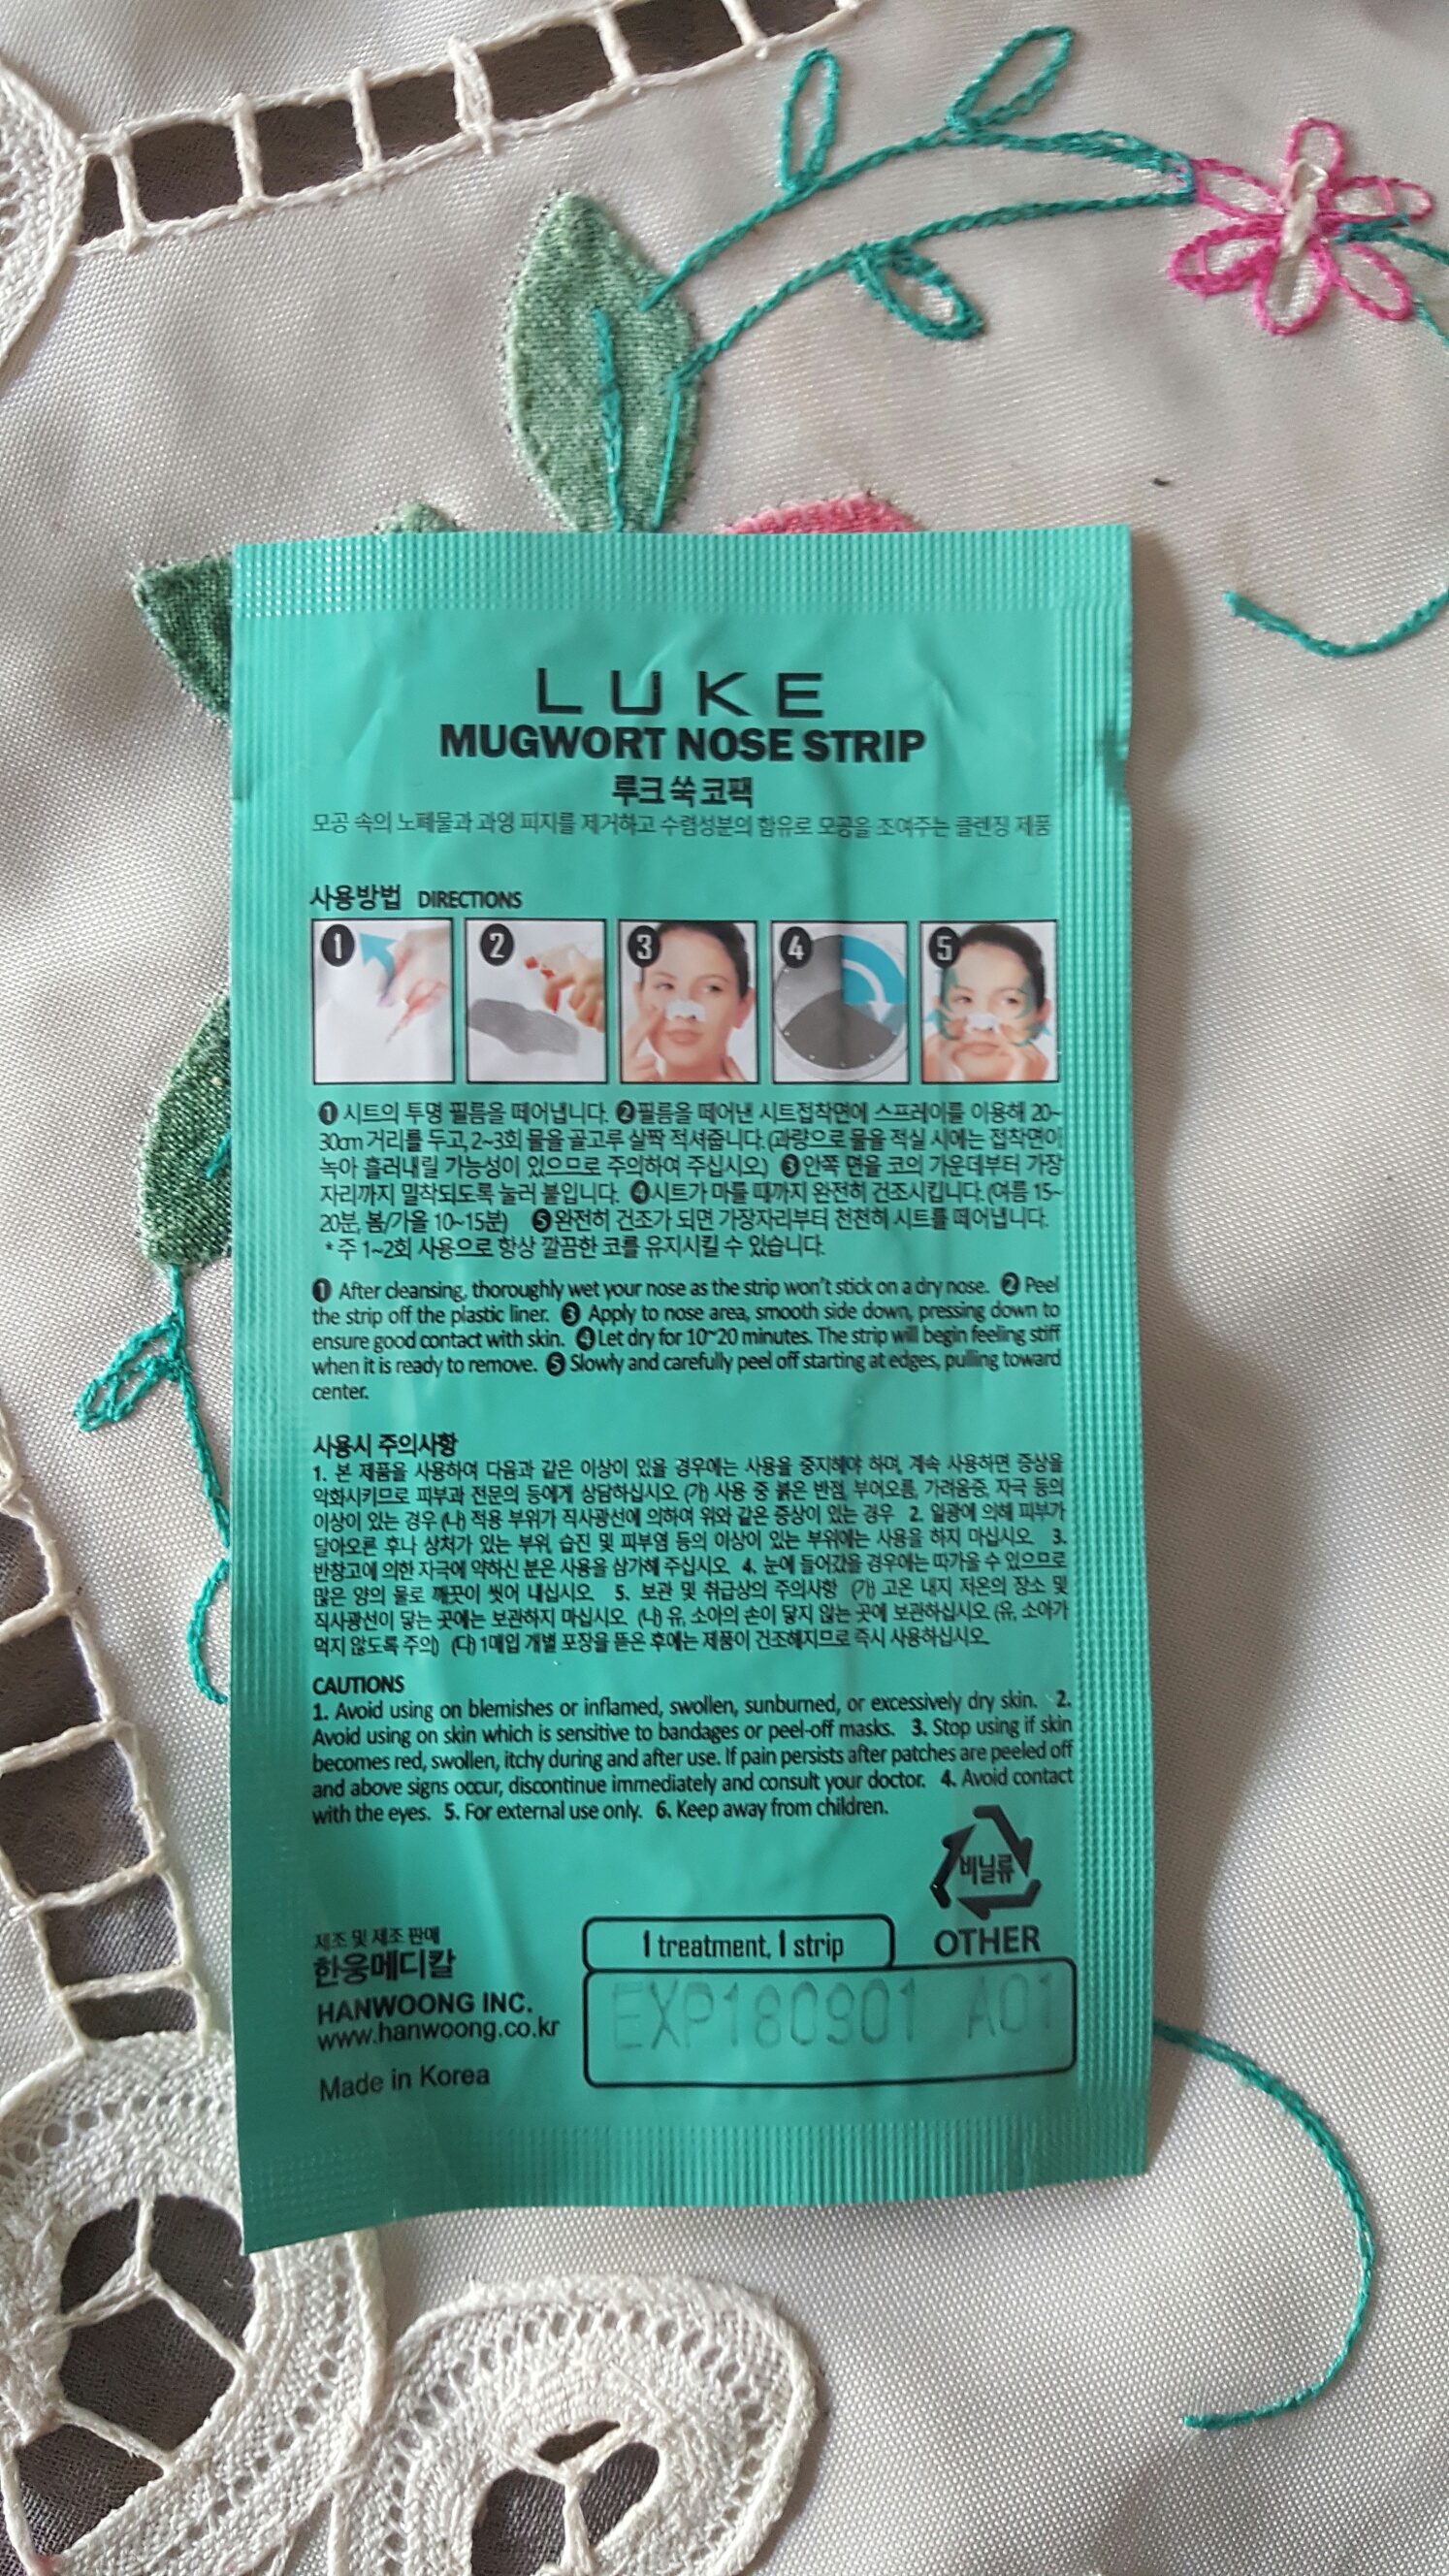 LUKE
MUGWORT NOSE STRIP
루크 쑥 코팩
모공 속의 노폐물과 과잉 피지를 제거하고 수렴성분의 함유로 모공을 조여주는 클렌징 제품
사용방법 DIRECTIONS
1 2 3 4 5
❶ 시트의 투명 필름을 떼어냅니다. ❷필름을 떼어낸 시트접착면에 스프레이를 이용해 20~
30cm 거리를 두고, 2~3회 물을 골고루 살짝 적셔줍니다.(과량으로 물을 적실 시에는 접착면이
녹아 흘러내릴 가능성이 있으므로 주의하여 주십시오) ❸안쪽 면을 코의 가운데부터 가장
자리까지 밀착되도록 눌러 붙입니다. ❹시트가 마를 때까지 완전히 건조시킵니다.(여름 15~
20분, 봄/가을 10~15분) ❺완전히 건조가 되면 가장자리부터 천천히 시트를 떼어냅니다.
* 주 1~2회 사용으로 항상 깔끔한 코를 유지시킬 수 있습니다.
❶ After cleansing, thoroughly wet your nose as the strip won't stick on a dry nose. ❷ Peel
the strip off the plastic liner. ❸ Apply to nose area, smooth side down, pressing down to
ensure good contact with skin. ❹Let dry for 10~20 minutes. The strip will begin feeling stiff
when it is ready to remove. ❺ Slowly and carefully peel off starting at edges, pulling toward
center.
사용시 주의사항
1. 본 제품을 사용하여 다음과 같은 이상이 있을 경우에는 사용을 중지해야 하며, 계속 사용하면 증상을
악화시키므로 피부과 전문의 등에게 상담하십시오. (가) 사용 중 붉은 반점, 부어오름, 가려움증, 자극 등의
이상이 있는 경우 (나) 적용 부위가 직사광선에 의하여 위와 같은 증상이 있는 경우 2. 일광에 의해 피부가
달아오른 후나 상처가 있는 부위, 습진 및 피부염 등의 이상이 있는 부위에는 사용을 하지 마십시오. 3.
반창고에 의한 자극에 약하신 분은 사용을 삼가해 주십시오. 4. 눈에 들어갔을 경우에는 따가울 수 있으므로
많은 양의 물로 깨끗이 씻어 내십시오. 5. 보관 및 취급상의 주의사항 (가) 고온 내지 저온의 장소 및
직사광선이 닿는 곳에는 보관하지 마십시오. (나) 유, 소아의 손이 닿지 않는 곳에 보관하십시오. (유, 소아가
먹지 않도록 주의) (다) 1매입 개별 포장을 뜯은 후에는 제품이 건조해지므로 즉시 사용하십시오.
CAUTIONS
1. Avoid using on blemishes or inflamed, swollen, sunburned, or excessively dry skin. 2.
Avoid using on skin which is sensitive to bandages or peel-off masks. 3. Stop using if skin
becomes red, swollen, itchy during and after use. If pain persists after patches are peeled off
and above signs occur, discontinue immediately and consult your doctor. 4. Avoid contact
with the eyes. 5. For external use only. 6. Keep away from children.
비닐류
OTHER
제조 및 제조 판매
한웅메디칼
HANWOONG INC.
www.hanwoong.co.kr
Made in Korea
1 treatment, 1 strip
EXP180901 A01